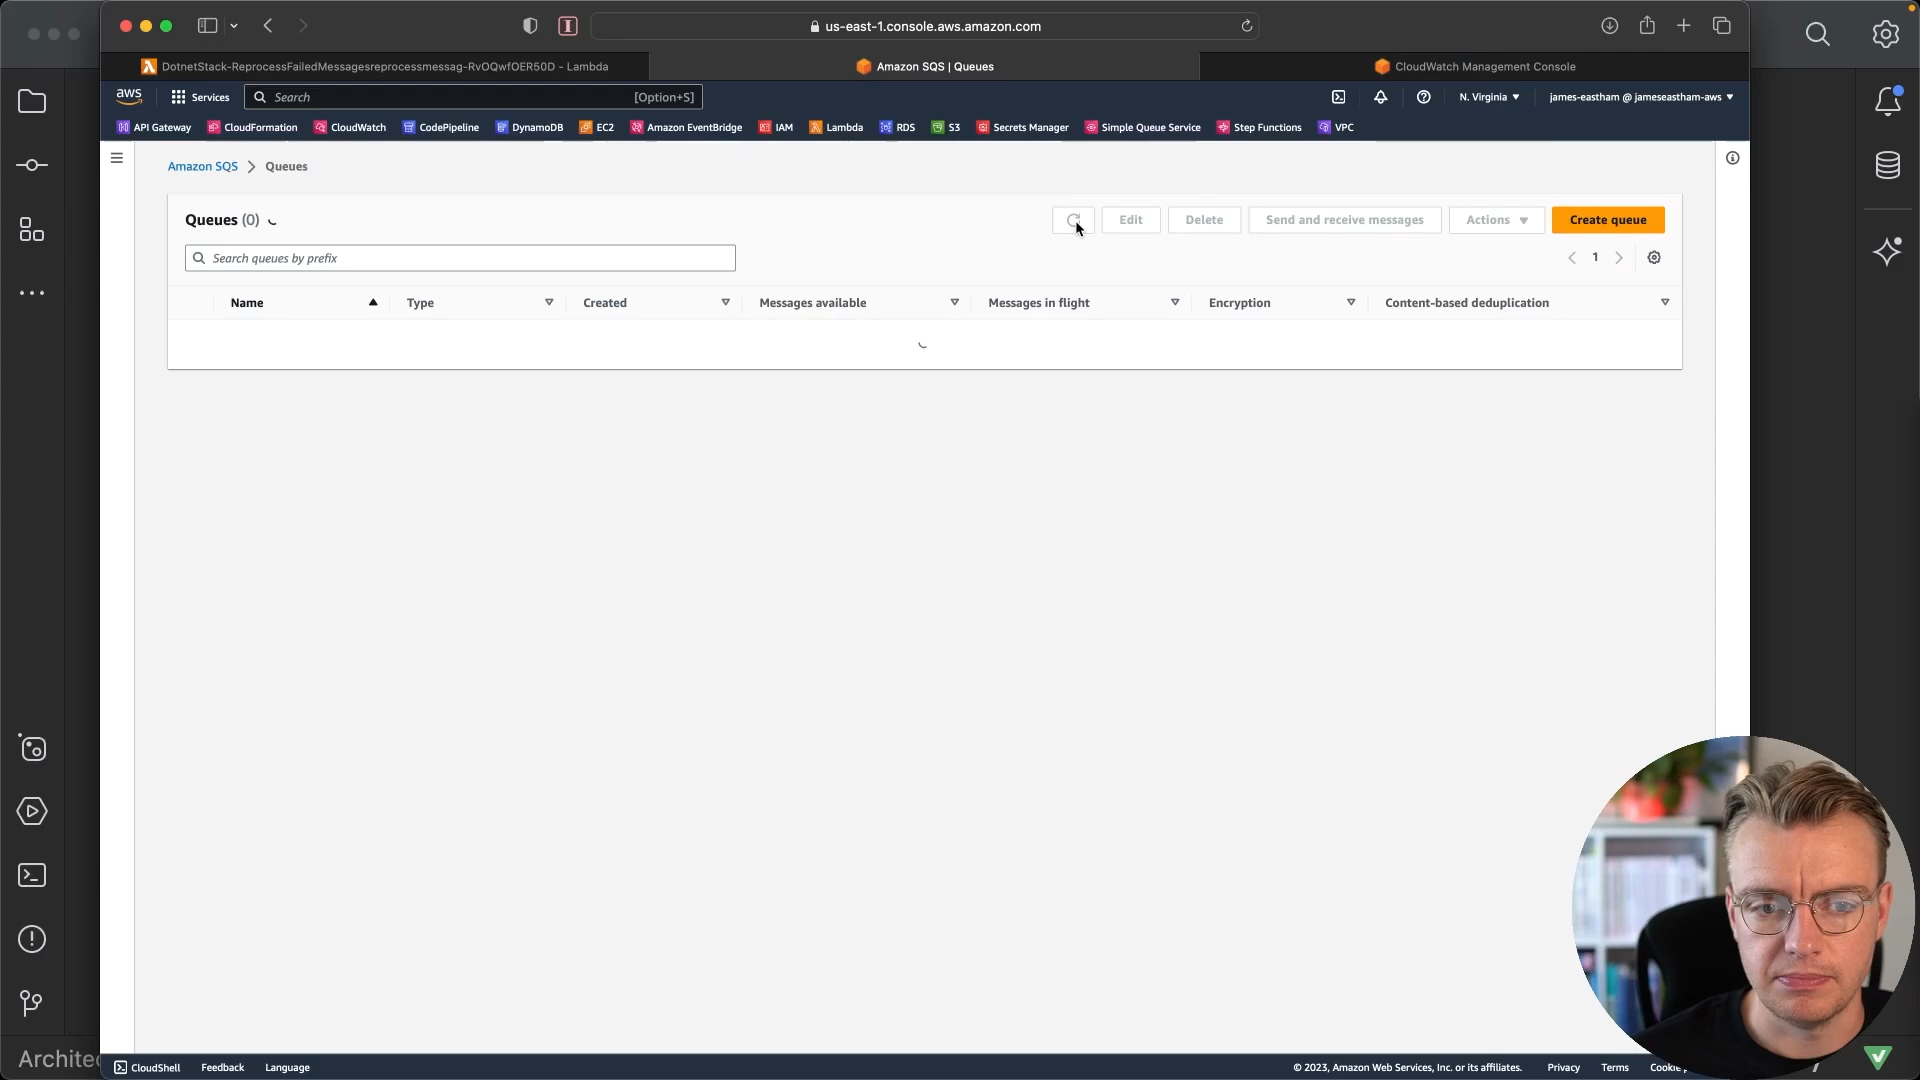 us-east-1.console.aws.amazon.com
DotnetStack-ReprocessFailedMessagesreprocessmessag-RvOQwfOER50D - Lambda
Amazon SQS | Queues
CloudWatch Management Console
aws
Services
Search
[Option+S]
N. Virginia
james-eastham @ jameseastham-aws
API Gateway
CloudFormation
CloudWatch
CodePipeline
DynamoDB
EC2
Amazon EventBridge
IAM
Lambda
RDS
S3
Secrets Manager
Simple Queue Service
Step Functions
VPC
Amazon SQS
Queues
Queues (0)
Edit
Delete
Send and receive messages
Actions
Create queue
Search queues by prefix
1
Name
Type
Created
Messages available
Messages in flight
Encryption
Content-based deduplication
Architec
CloudShell
Feedback
Language
© 2023, Amazon Web Services, Inc. or its affiliates.
Privacy
Terms
Cookie